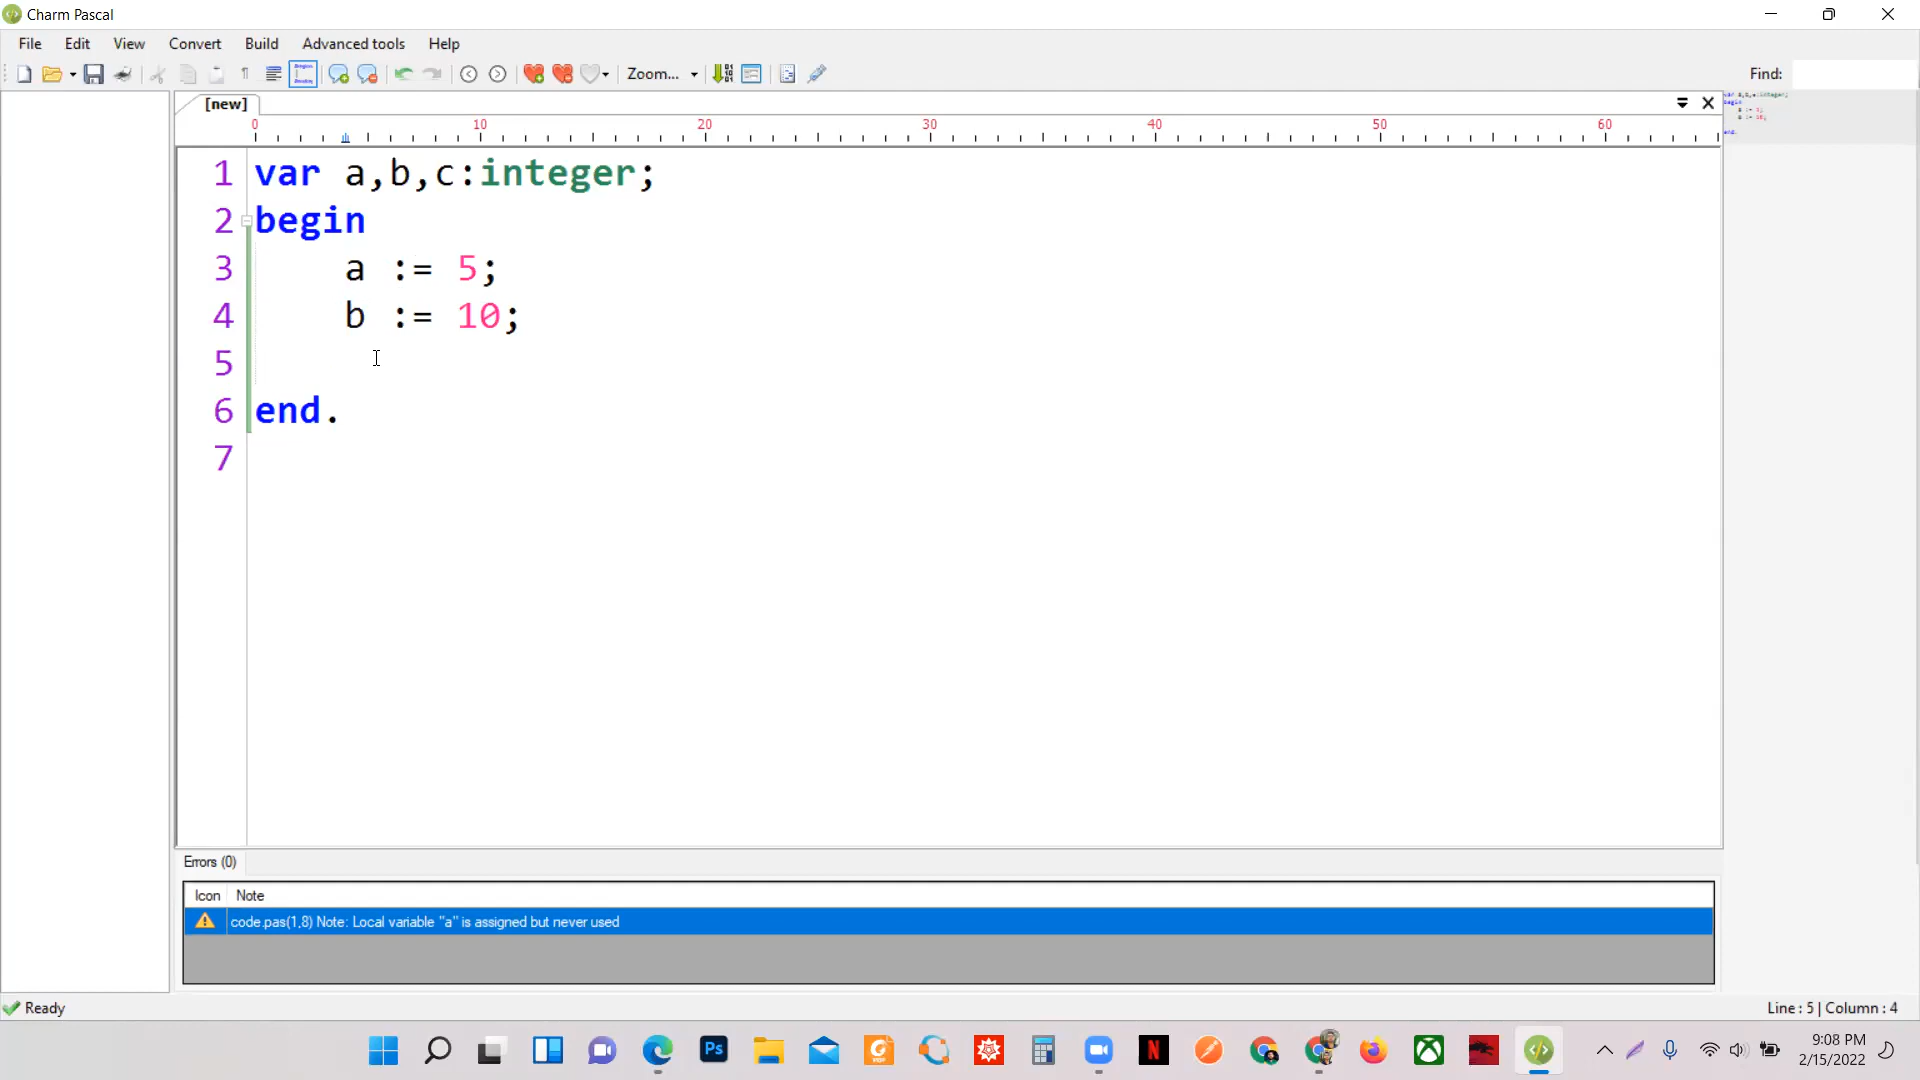 Charm Pascal
File Edit View Convert Build Advanced tools Help
Zoom... Find:
[new]
0 10 20 30 40 50 60
1 var a,b,c:integer;
2 begin
3 a := 5;
4 b := 10;
5
6 end.
7
Errors (0)
Icon Note
code.pas(1,8) Note: Local variable "a" is assigned but never used
Ready Line : 5 | Column : 4
Ps N 9:08 PM
2/15/2022